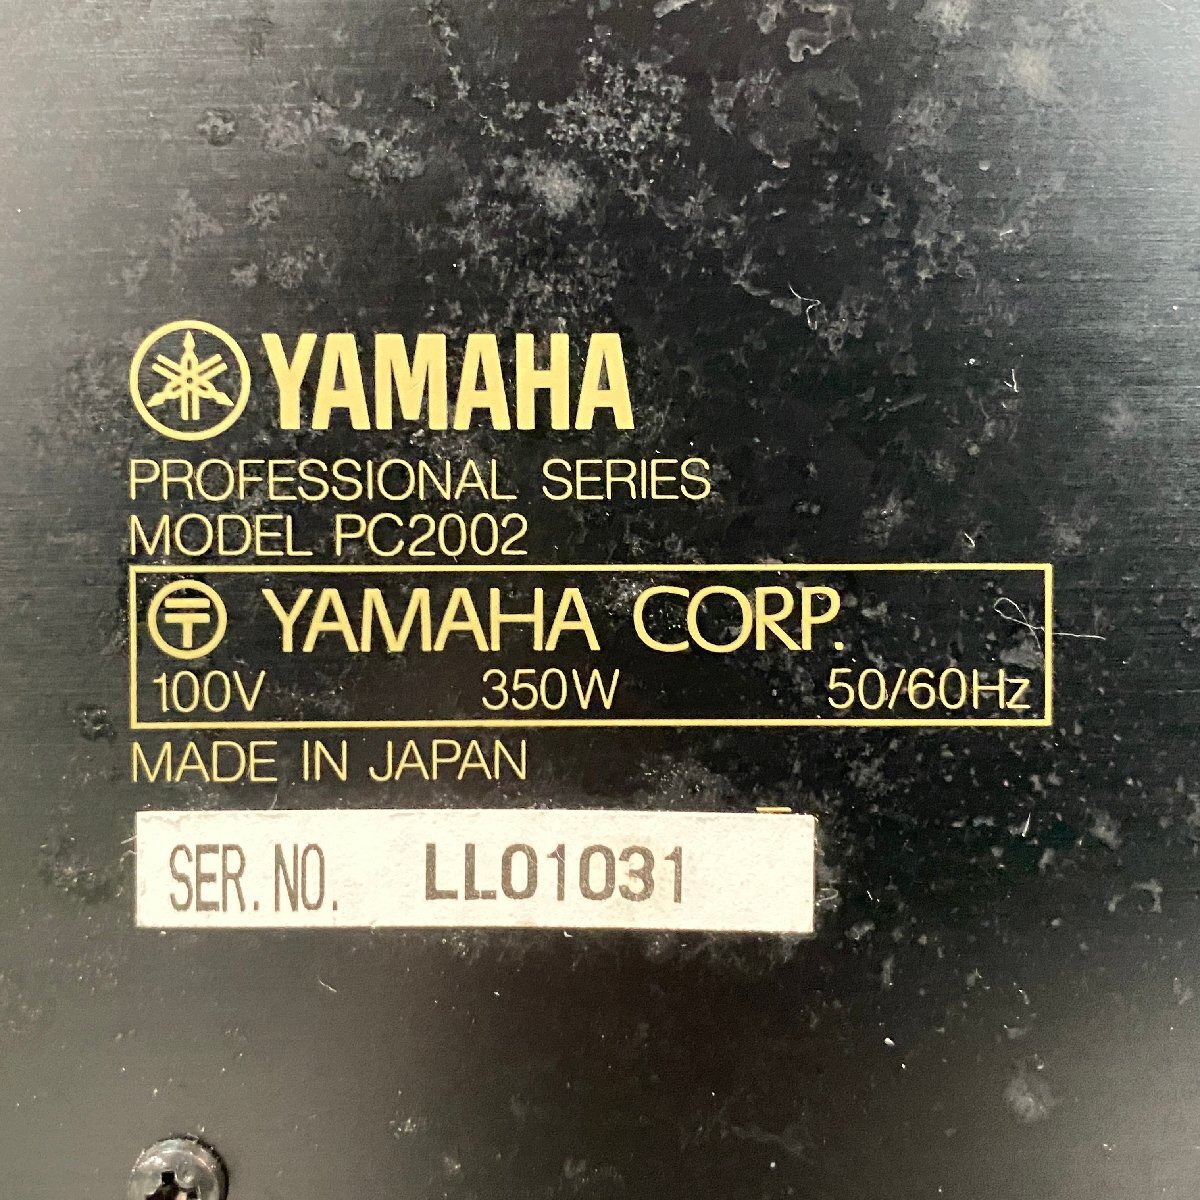 YAMAHA
PROFESSIONAL SERIES
MODEL PC2002
〒 YAMAHA CORP.
100V 350W 50/60Hz
MADE IN JAPAN
SER. NO. LL01031